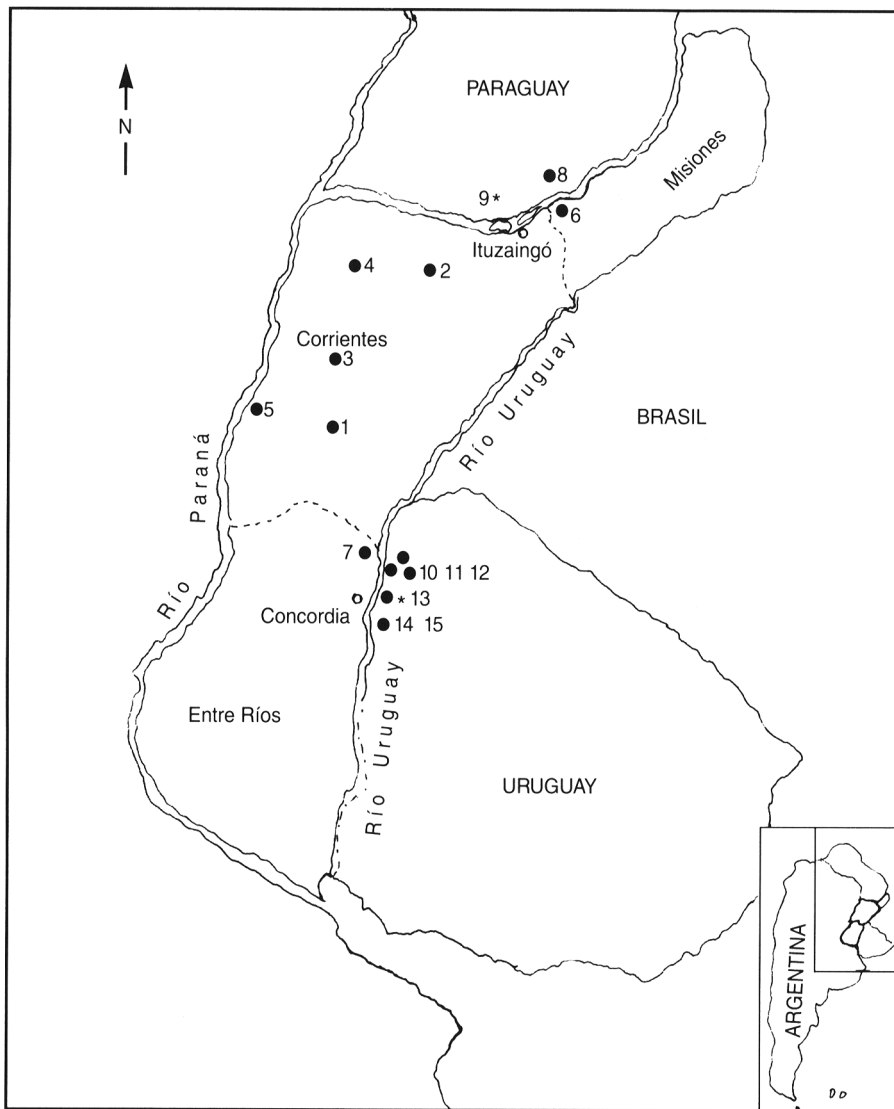 PARAGUAY
N
Misiones
8
9*
6
Ituzaingó
4
2
Corrientes
3
Río Uruguay
5
BRASIL
1
Río Paraná
7
10 11 12
Concordia
* 13
14 15
Entre Ríos
Río Uruguay
URUGUAY
ARGENTINA